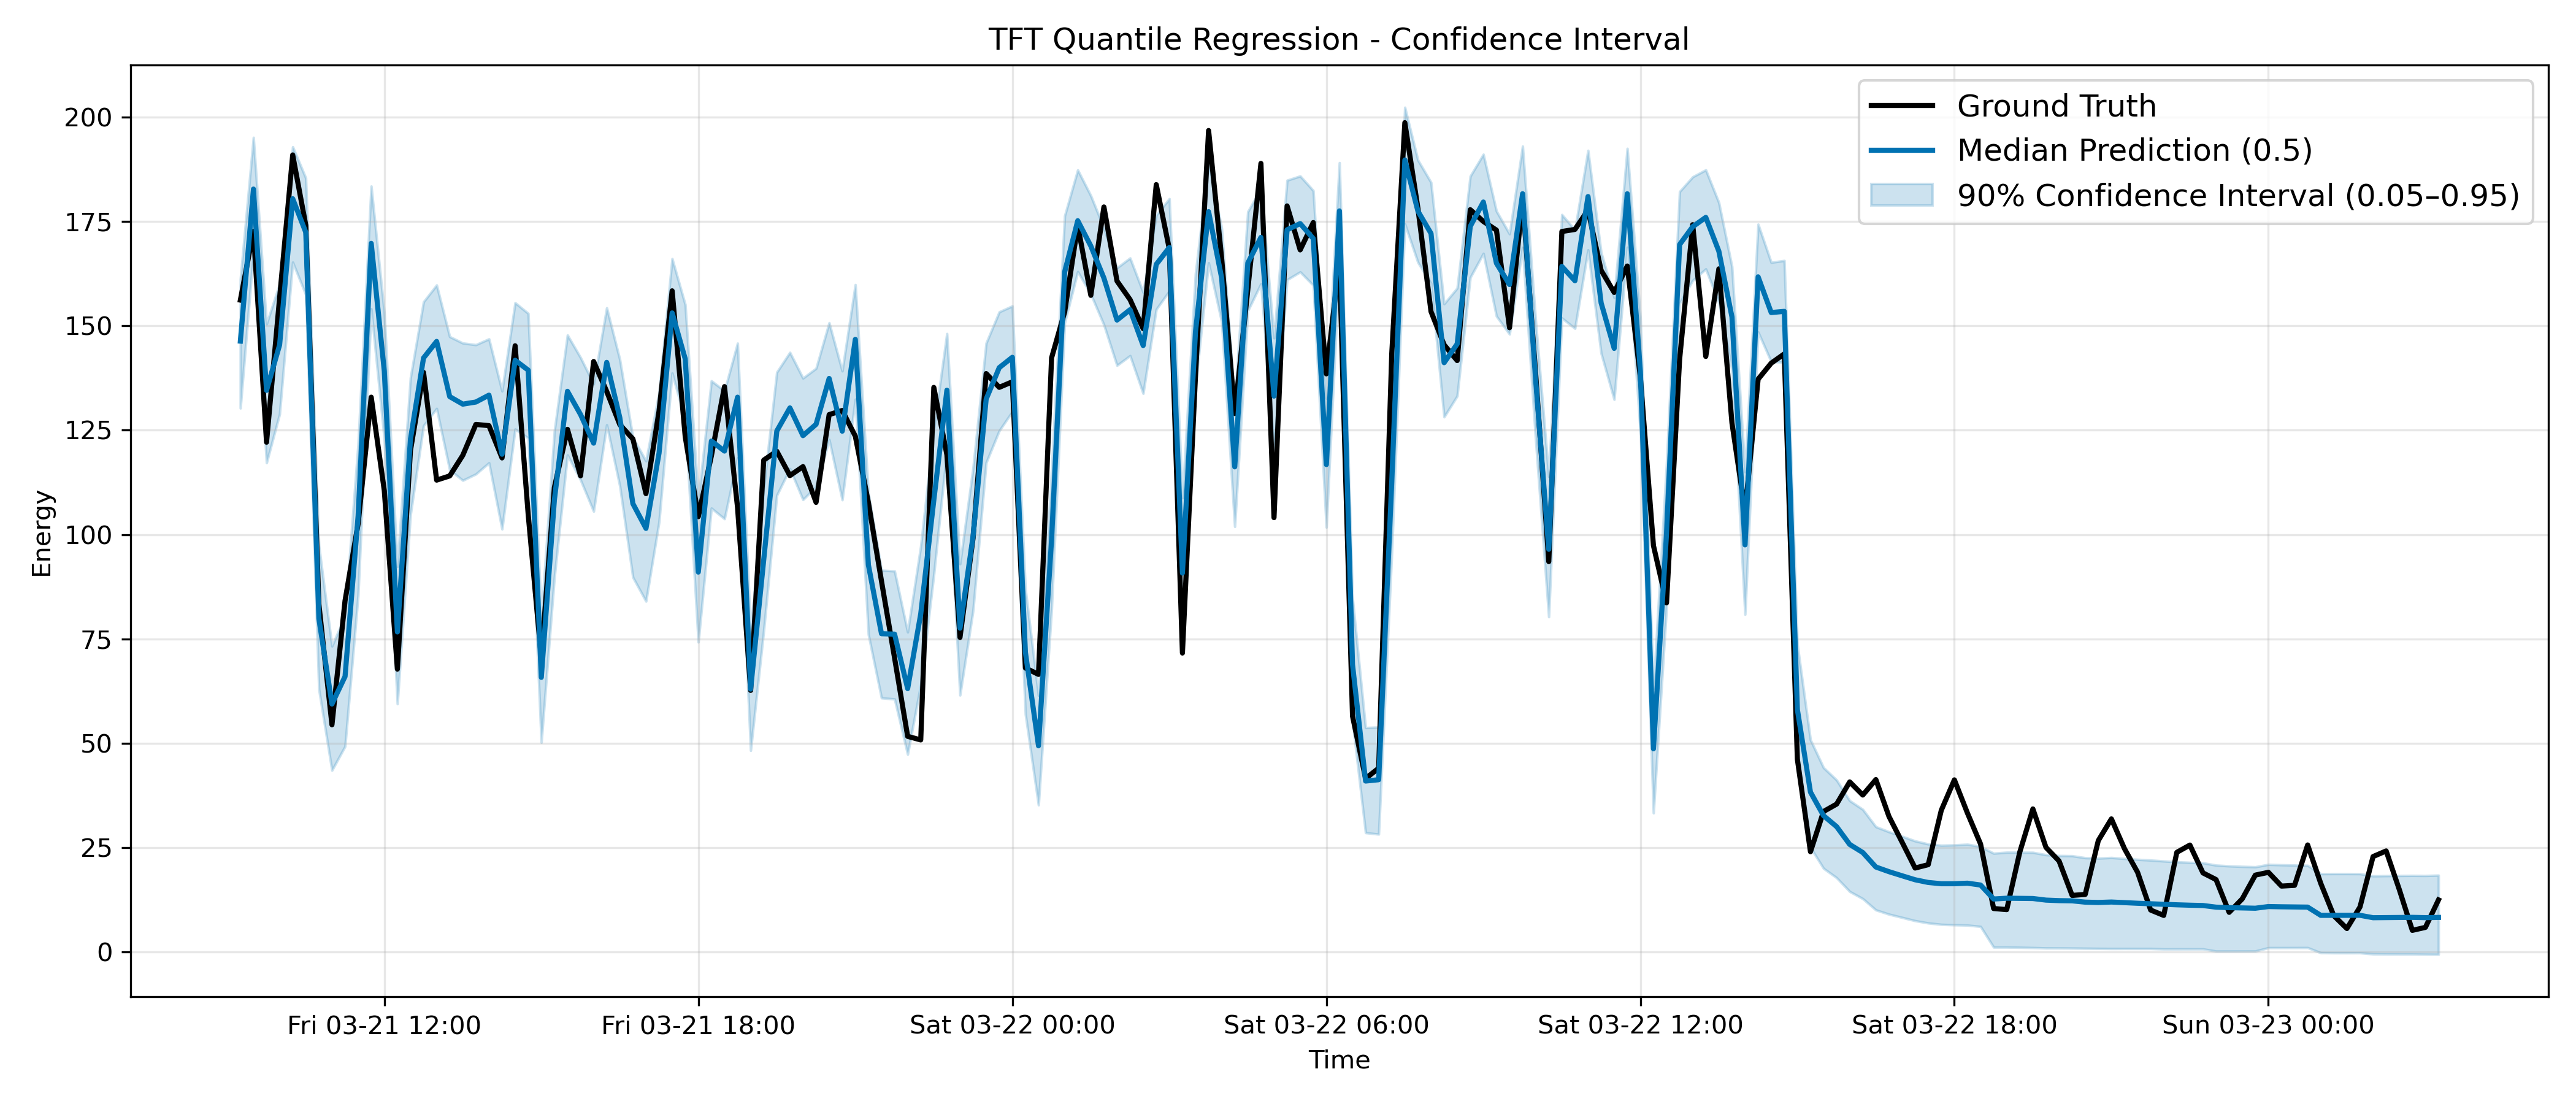 TFT Quantile Regression - Confidence Interval
Ground Truth
Median Prediction (0.5)
90% Confidence Interval (0.05–0.95)
200
175
150
125
100
75
50
25
0
Energy
Fri 03-21 12:00
Fri 03-21 18:00
Sat 03-22 00:00
Sat 03-22 06:00
Sat 03-22 12:00
Sat 03-22 18:00
Sun 03-23 00:00
Time